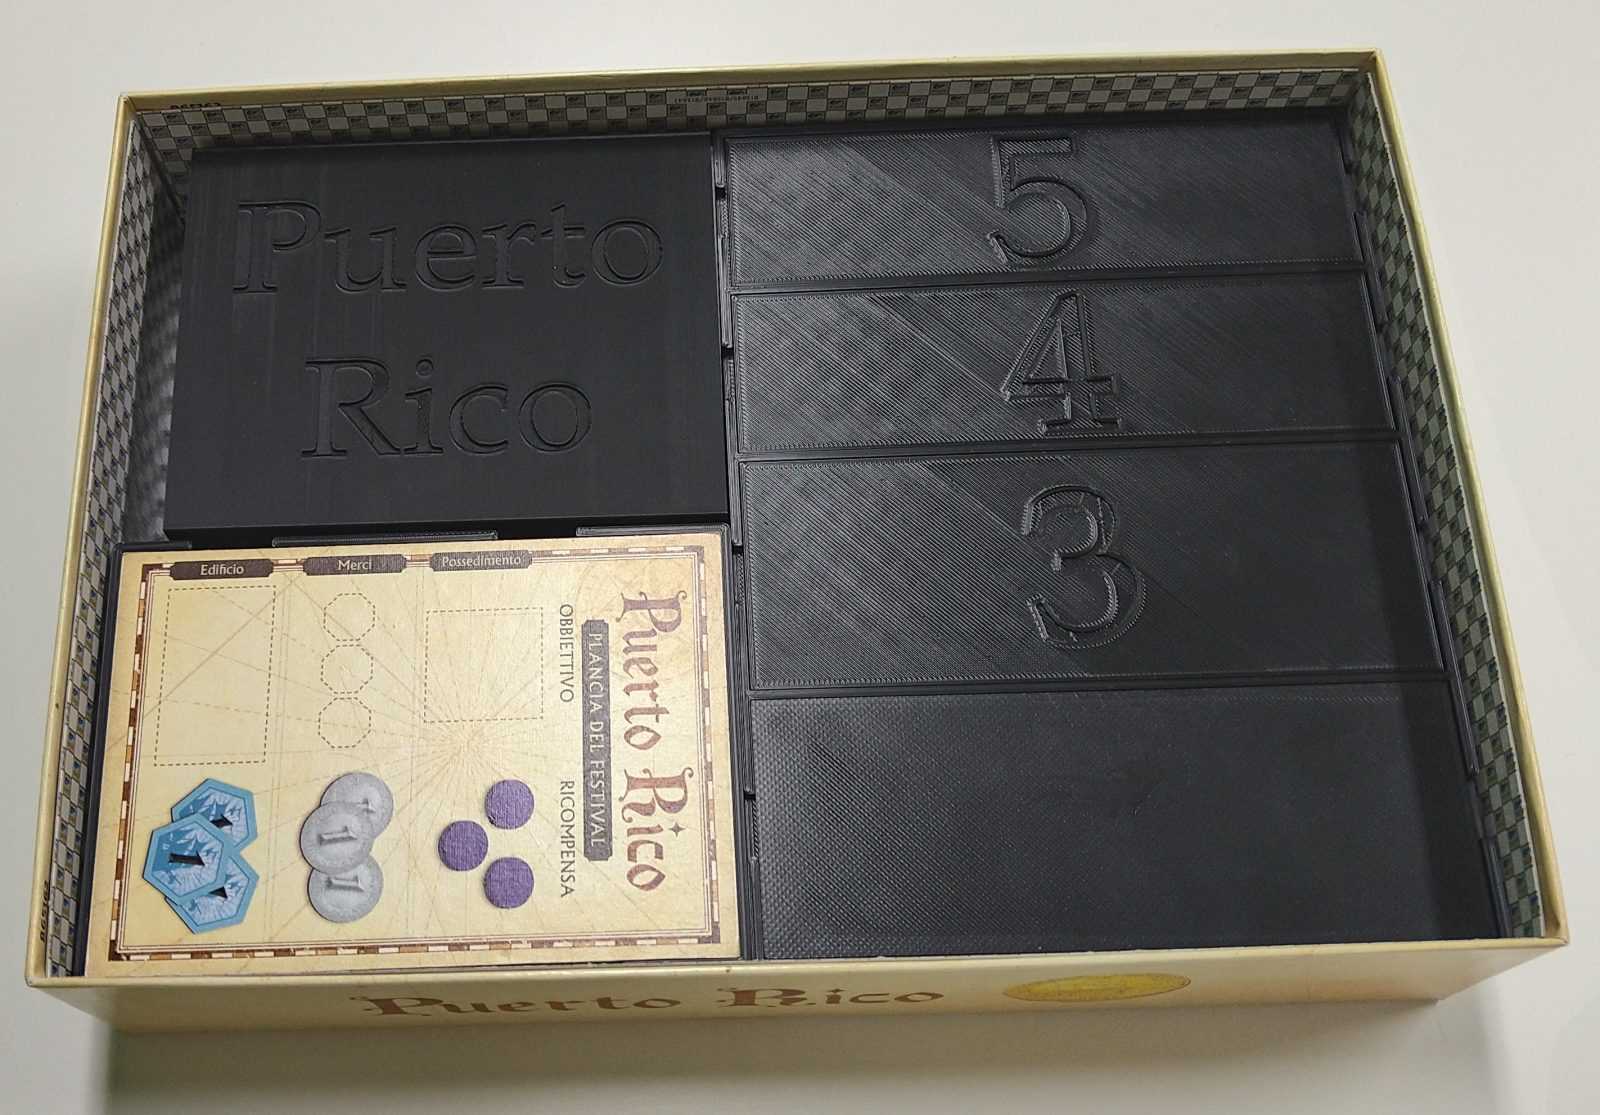 Puerto
Rico
5
4
3
Edificio
Merci
Possedimento
Puerto Rico
PLANCIA DEL FESTIVAL
OBBIETTIVO
RICOMPENSA
1
1
1
1
Puerto Rico